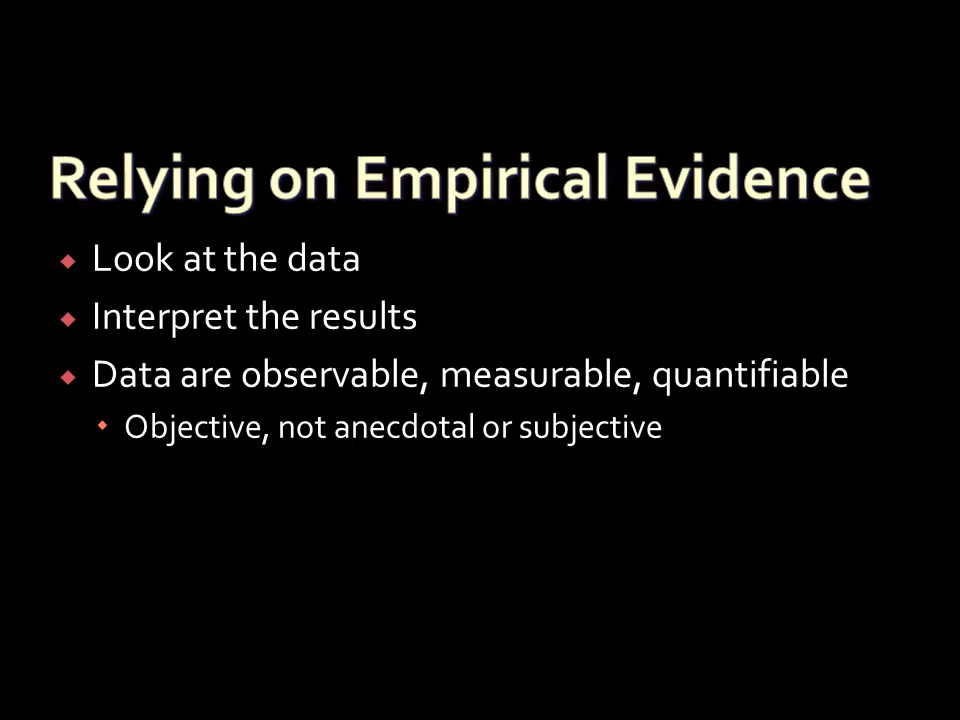 Relying on Empirical Evidence
Look at the data
Interpret the results
Data are observable, measurable, quantifiable
Objective, not anecdotal or subjective